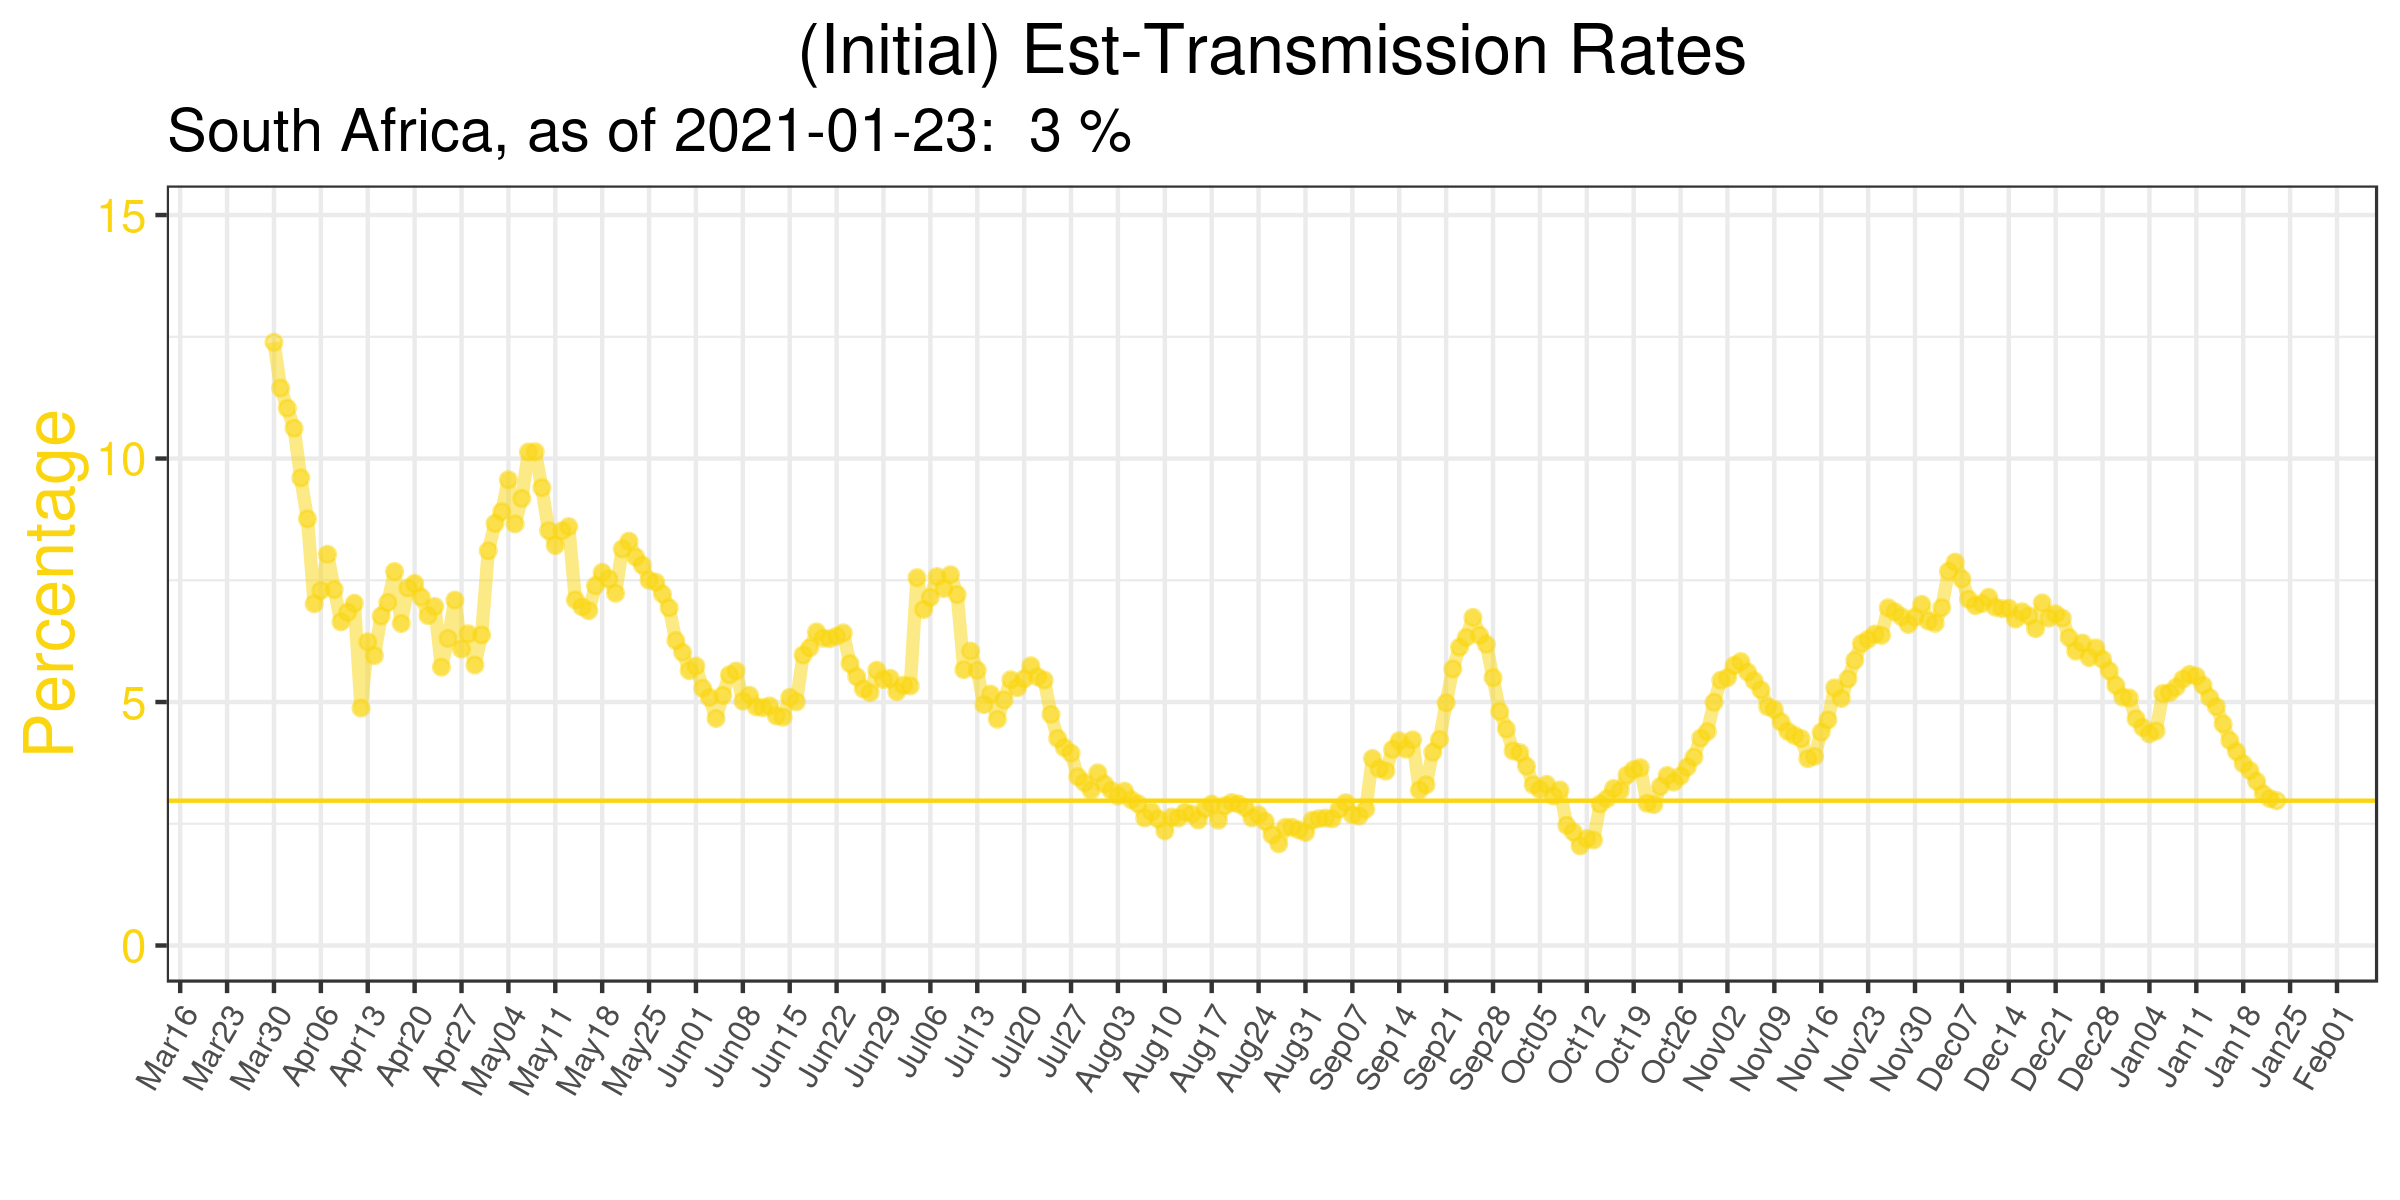 (Initial) Est-Transmission Rates
South Africa, as of 2021-01-23:  3 %
Percentage
15
10
5
0
Mar16
Mar23
Mar30
Apr06
Apr13
Apr20
Apr27
May04
May11
May18
May25
Jun01
Jun08
Jun15
Jun22
Jun29
Jul06
Jul13
Jul20
Jul27
Aug03
Aug10
Aug17
Aug24
Aug31
Sep07
Sep14
Sep21
Sep28
Oct05
Oct12
Oct19
Oct26
Nov02
Nov09
Nov16
Nov23
Nov30
Dec07
Dec14
Dec21
Dec28
Jan04
Jan11
Jan18
Jan25
Feb01